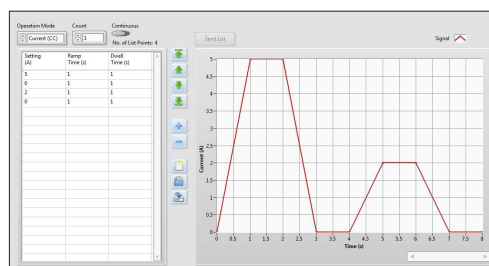 Operation Mode Count Continuous
Current (CC) 1 No. of List Points: 4
Send List Signal
Setting (A) Ramp Time (s) Dwell Time (s)
5 1 1
0 1 1
2 1 1
0 1 1
Current (A)
5
4.5
4
3.5
3
2.5
2
1.5
1
0.5
0
0 0.5 1 1.5 2 2.5 3 3.5 4 4.5 5 5.5 6 6.5 7 7.5 8
Time (s)